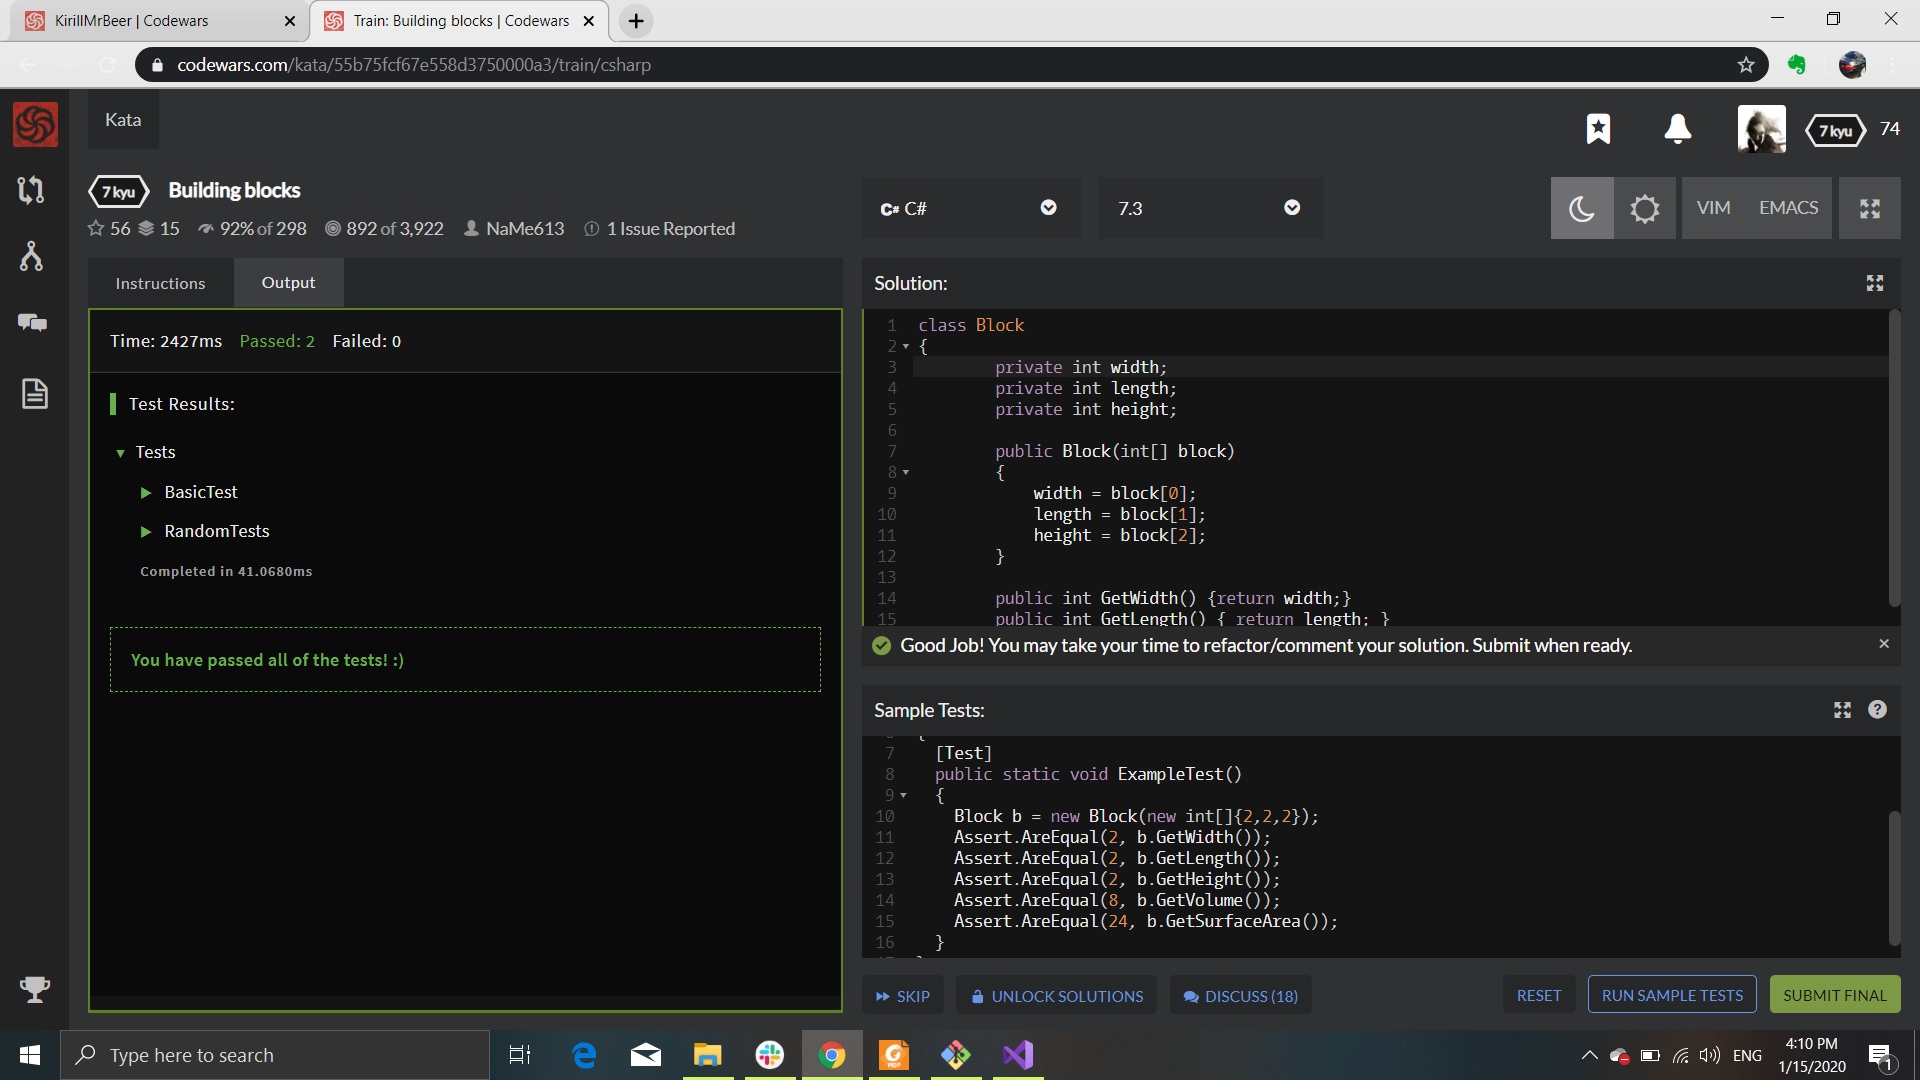 KirillMrBeer | Codewars
Train: Building blocks | Codewars
codewars.com/kata/55b75fcf67e558d3750000a3/train/csharp
Kata
7 kyu 74
7 kyu Building blocks
56 15 92% of 298 892 of 3,922 NaMe613 1 Issue Reported
C# C#
7.3
VIM EMACS
Instructions Output
Time: 2427ms Passed: 2 Failed: 0
Test Results:
Tests
BasicTest
RandomTests
Completed in 41.0680ms
You have passed all of the tests! :)
Solution:
1 class Block
2 {
3 private int width;
4 private int length;
5 private int height;
6
7 public Block(int[] block)
8 {
9 width = block[0];
10 length = block[1];
11 height = block[2];
12 }
13
14 public int GetWidth() {return width;}
15 public int GetLength() { return length; }
Good Job! You may take your time to refactor/comment your solution. Submit when ready.
Sample Tests:
7 [Test]
8 public static void ExampleTest()
9 {
10 Block b = new Block(new int[]{2,2,2});
11 Assert.AreEqual(2, b.GetWidth());
12 Assert.AreEqual(2, b.GetLength());
13 Assert.AreEqual(2, b.GetHeight());
14 Assert.AreEqual(8, b.GetVolume());
15 Assert.AreEqual(24, b.GetSurfaceArea());
16 }
SKIP UNLOCK SOLUTIONS DISCUSS (18) RESET RUN SAMPLE TESTS SUBMIT FINAL
Type here to search
ENG
4:10 PM
1/15/2020
1